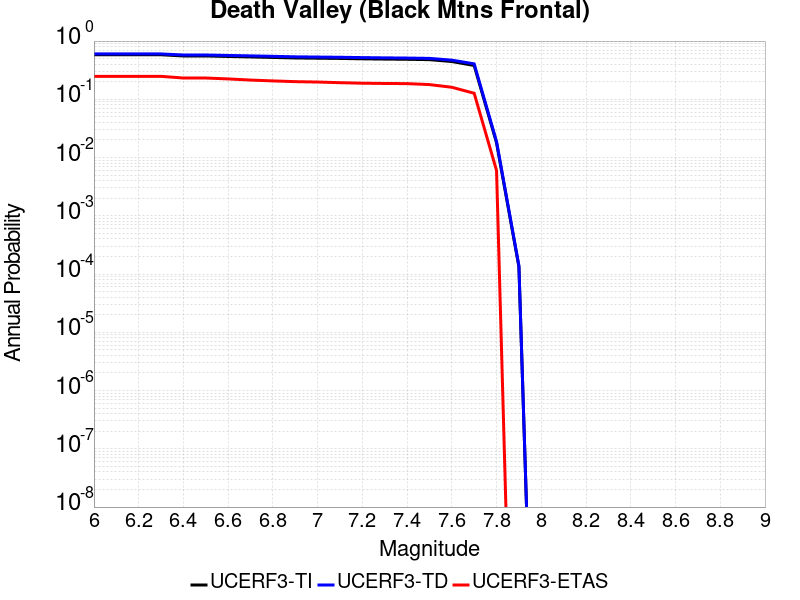 Death Valley (Black Mtns Frontal)
10^0
10^-1
10^-2
10^-3
10^-4
10^-5
10^-6
10^-7
10^-8
Annual Probability
6 6.2 6.4 6.6 6.8 7 7.2 7.4 7.6 7.8 8 8.2 8.4 8.6 8.8 9
Magnitude
UCERF3-TI UCERF3-TD UCERF3-ETAS